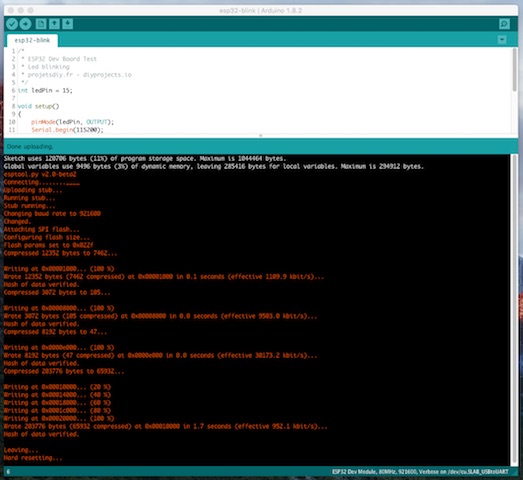 esp32-blink | Arduino 1.8.2
esp32-blink
1 /*
2 * ESP32 Dev Board Test
3 * Led blinking
4 * projetsdiy.fr - diyprojects.io
5 */
6 int ledPin = 15;
7
8 void setup()
9 {
10 pinMode(ledPin, OUTPUT);
11 Serial.begin(115200);
Done uploading.
Sketch uses 120706 bytes (11%) of program storage space. Maximum is 1044464 bytes.
Global variables use 9496 bytes (3%) of dynamic memory, leaving 285416 bytes for local variables. Maximum is 294912 bytes.
esptool.py v2.0-beta2
Connecting........_____
Uploading stub...
Running stub...
Stub running...
Changing baud rate to 921600
Changed.
Attaching SPI flash...
Configuring flash size...
Flash params set to 0x022f
Compressed 12352 bytes to 7462...
Writing at 0x00001000... (100 %)
Wrote 12352 bytes (7462 compressed) at 0x00001000 in 0.1 seconds (effective 1109.9 kbit/s)...
Hash of data verified.
Compressed 3072 bytes to 105...
Writing at 0x00008000... (100 %)
Wrote 3072 bytes (105 compressed) at 0x00008000 in 0.0 seconds (effective 9503.0 kbit/s)...
Hash of data verified.
Compressed 8192 bytes to 47...
Writing at 0x0000e000... (100 %)
Wrote 8192 bytes (47 compressed) at 0x0000e000 in 0.0 seconds (effective 30173.2 kbit/s)...
Hash of data verified.
Compressed 203776 bytes to 65932...
Writing at 0x00010000... (20 %)
Writing at 0x00014000... (40 %)
Writing at 0x00018000... (60 %)
Writing at 0x0001c000... (80 %)
Writing at 0x00020000... (100 %)
Wrote 203776 bytes (65932 compressed) at 0x00010000 in 1.7 seconds (effective 952.1 kbit/s)...
Hash of data verified.
Leaving...
Hard resetting...
6
ESP32 Dev Module, 80MHz, 921600, Verbose on /dev/cu.SLAB_USBtoUART